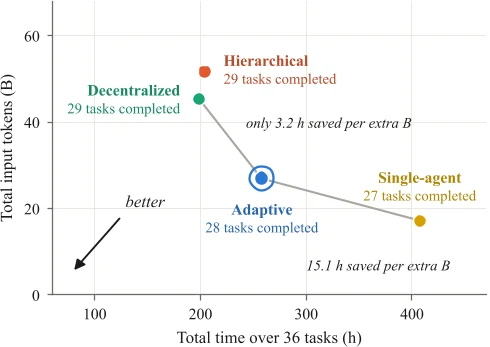 Total input tokens (B)
60
40
20
0
Hierarchical
29 tasks completed
Decentralized
29 tasks completed
only 3.2 h saved per extra B
Single-agent
27 tasks completed
better
Adaptive
28 tasks completed
15.1 h saved per extra B
100
200
300
400
Total time over 36 tasks (h)